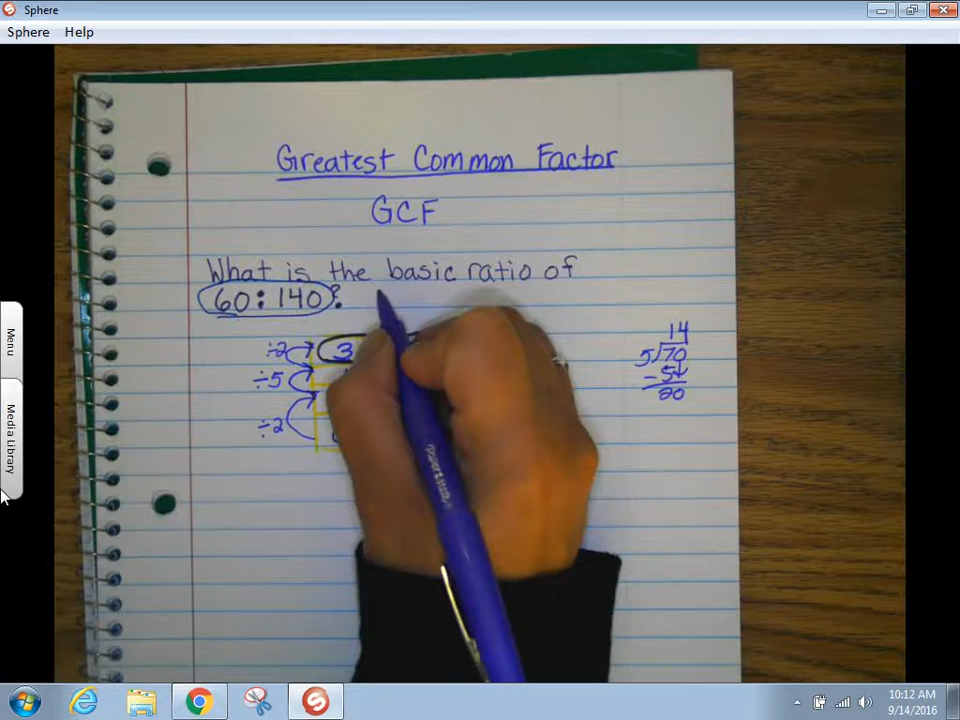 Sphere
Sphere Help
Menu
Media Library
Greatest Common Factor
GCF
What is the basic ratio of
60 : 140 ?
÷2 3
÷5
÷2
14
5 70
20
10:12 AM
9/14/2016